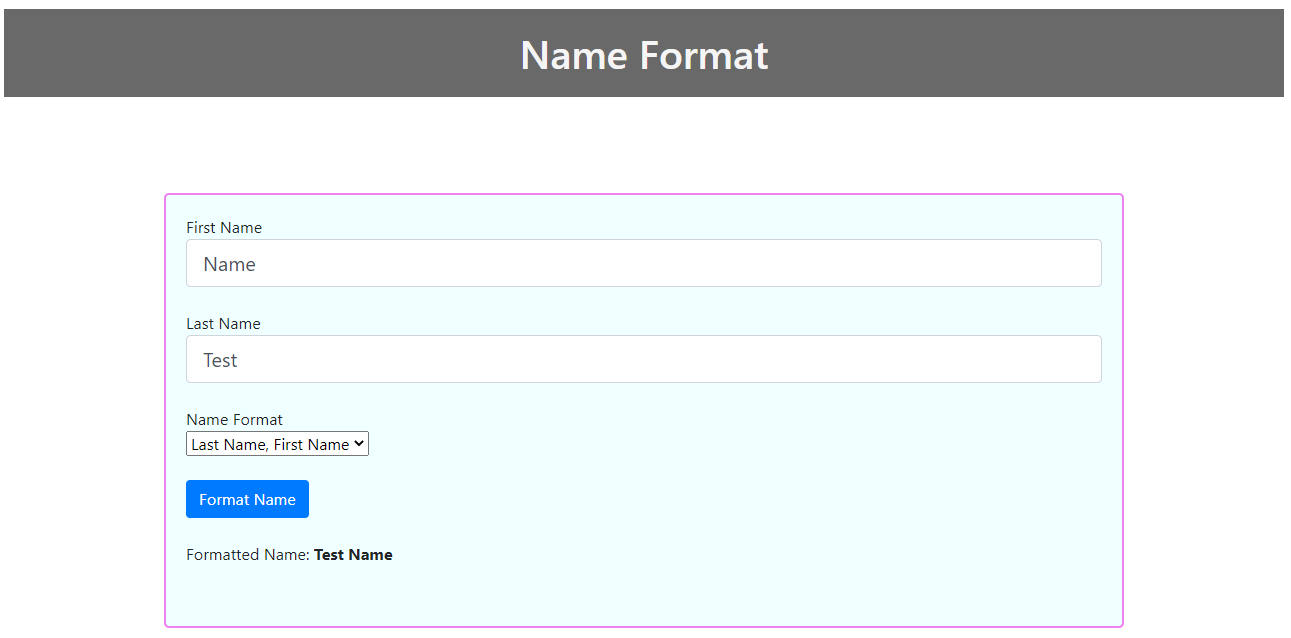 Name Format
First Name
Name
Last Name
Test
Name Format
Last Name, First Name
Format Name
Formatted Name: Test Name